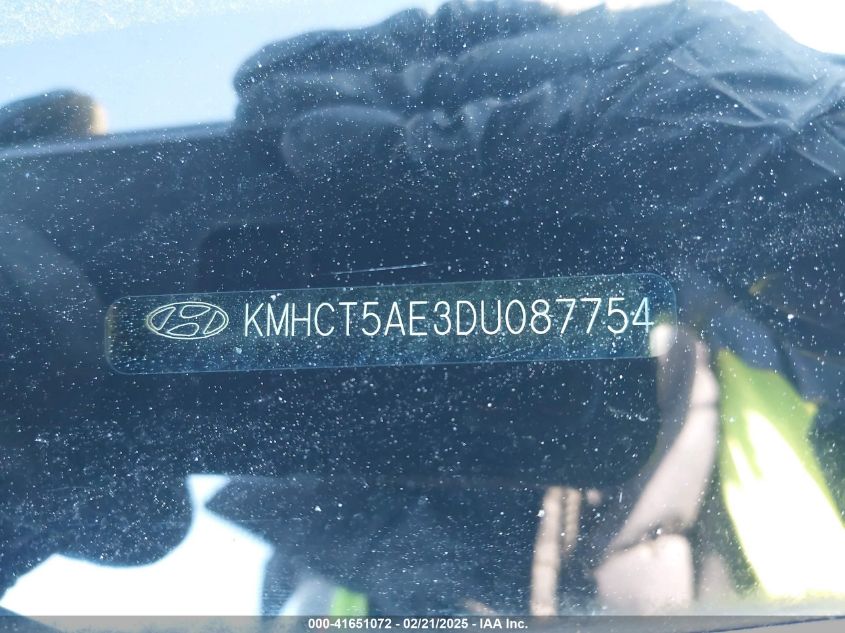 KMHCT5AE3DU087754
000-41651072 - 02/21/2025 - IAA Inc.